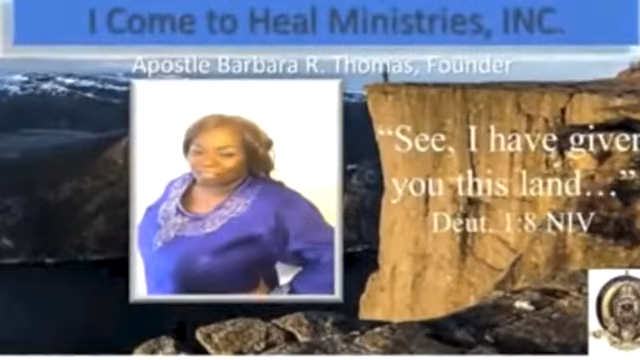 I Come to Heal Ministries, INC.
Apostle Barbara R. Thomas, Founder
“See, I have given
you this land…”
Deut. 1:8 NIV